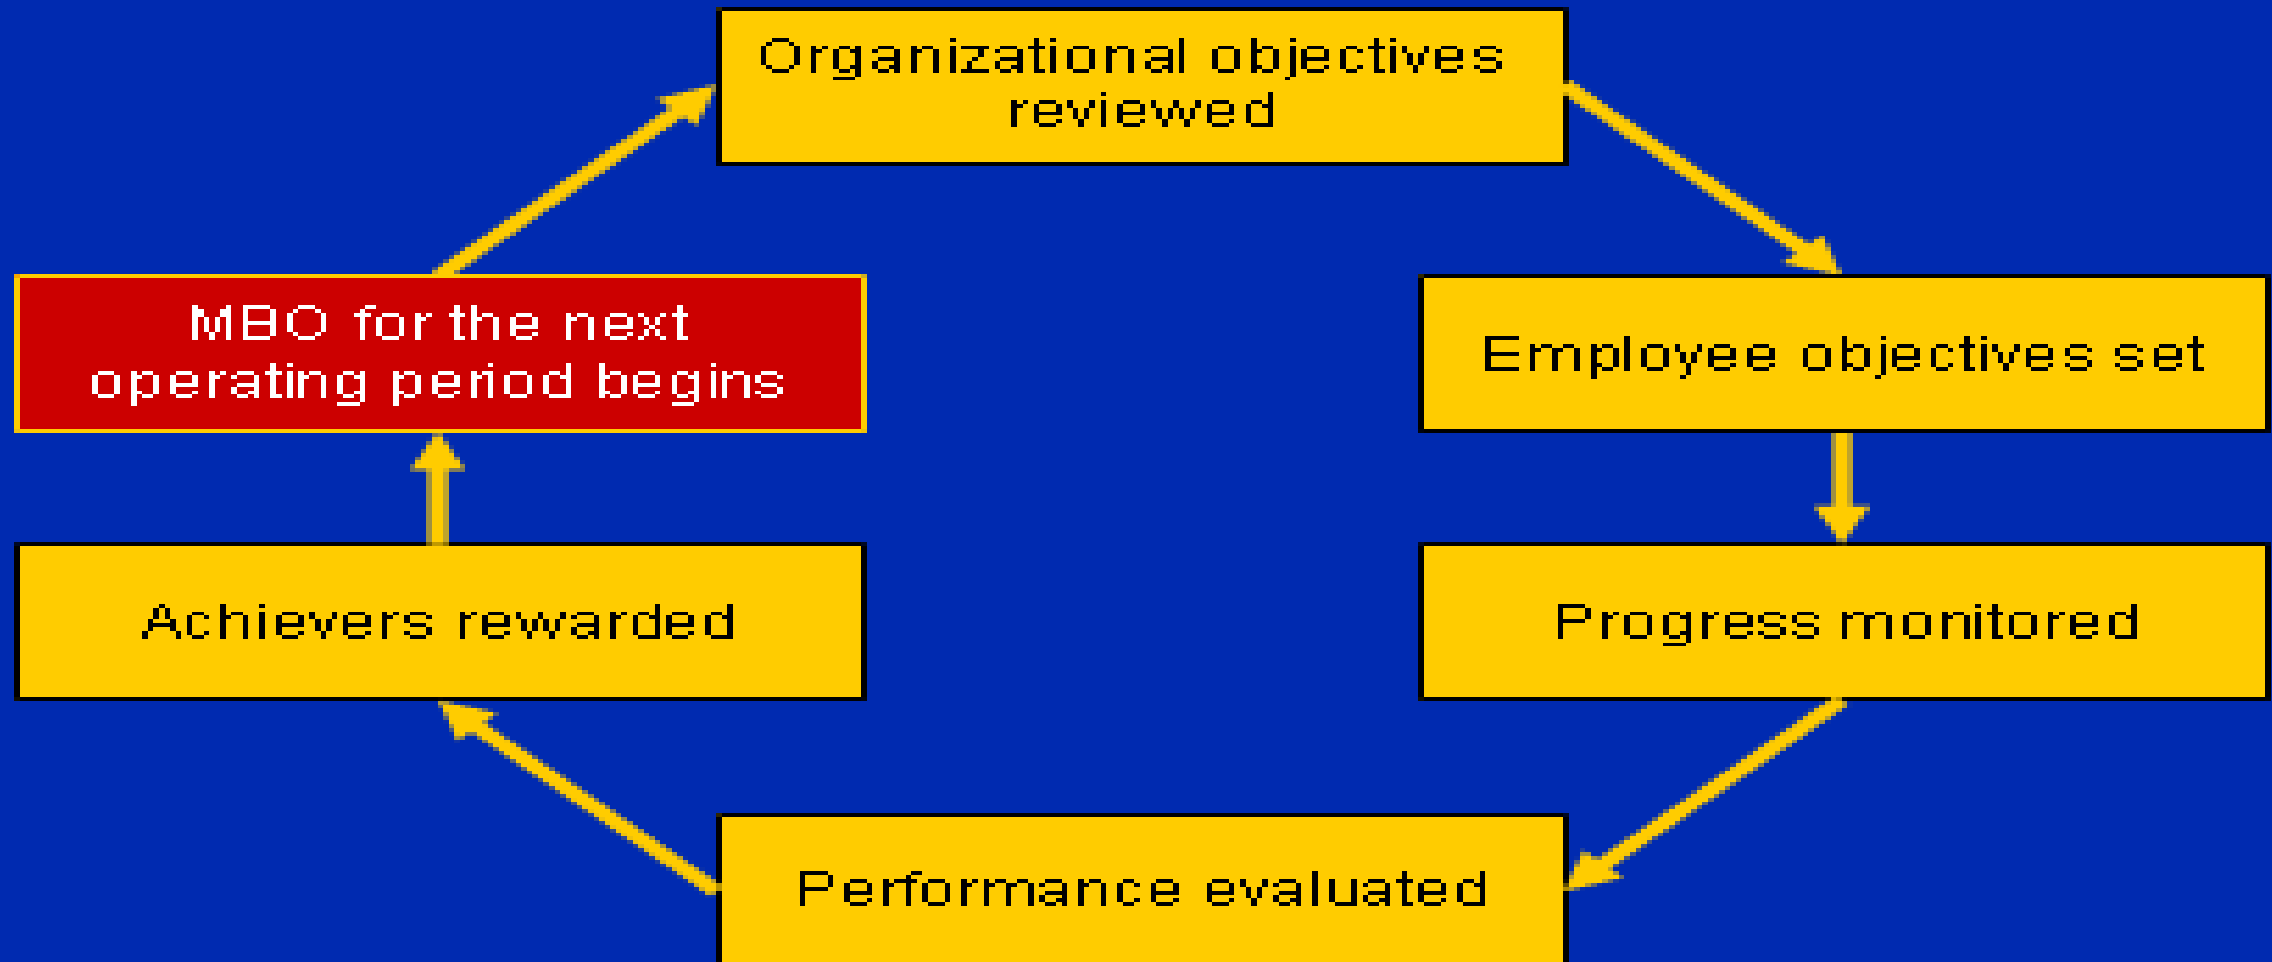 Organizational objectives
reviewed
MBO for the next
operating period begins
Employee objectives set
Achievers rewarded
Progress monitored
Performance evaluated